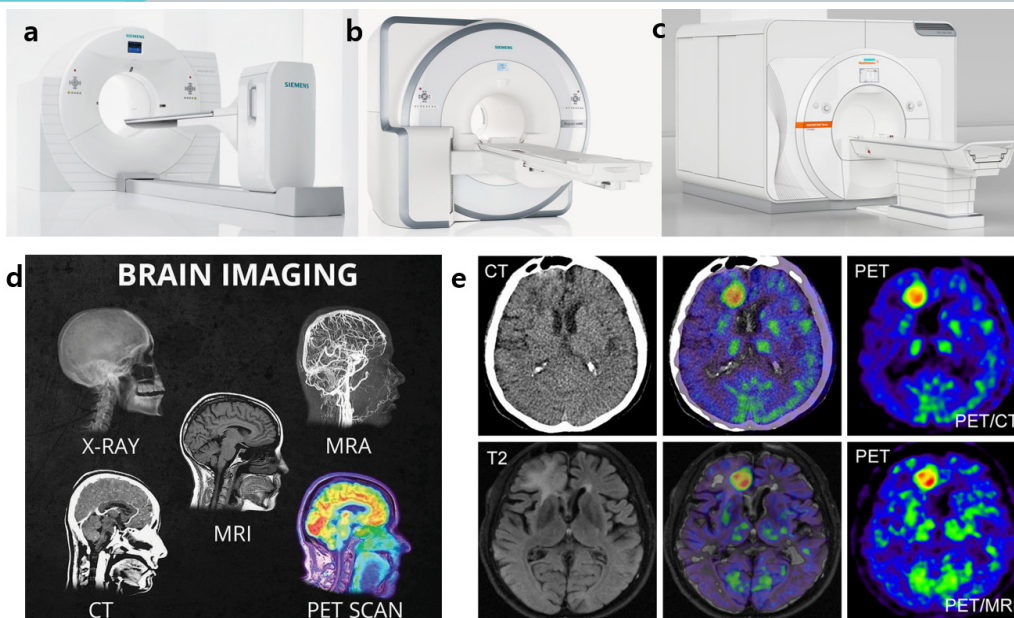 a
SIEMENS
SIEMENS
b
SIEMENS
c
d
BRAIN IMAGING
X-RAY
MRA
MRI
CT
PET SCAN
e
CT
PET
PET/CT
T2
PET
PET/MR